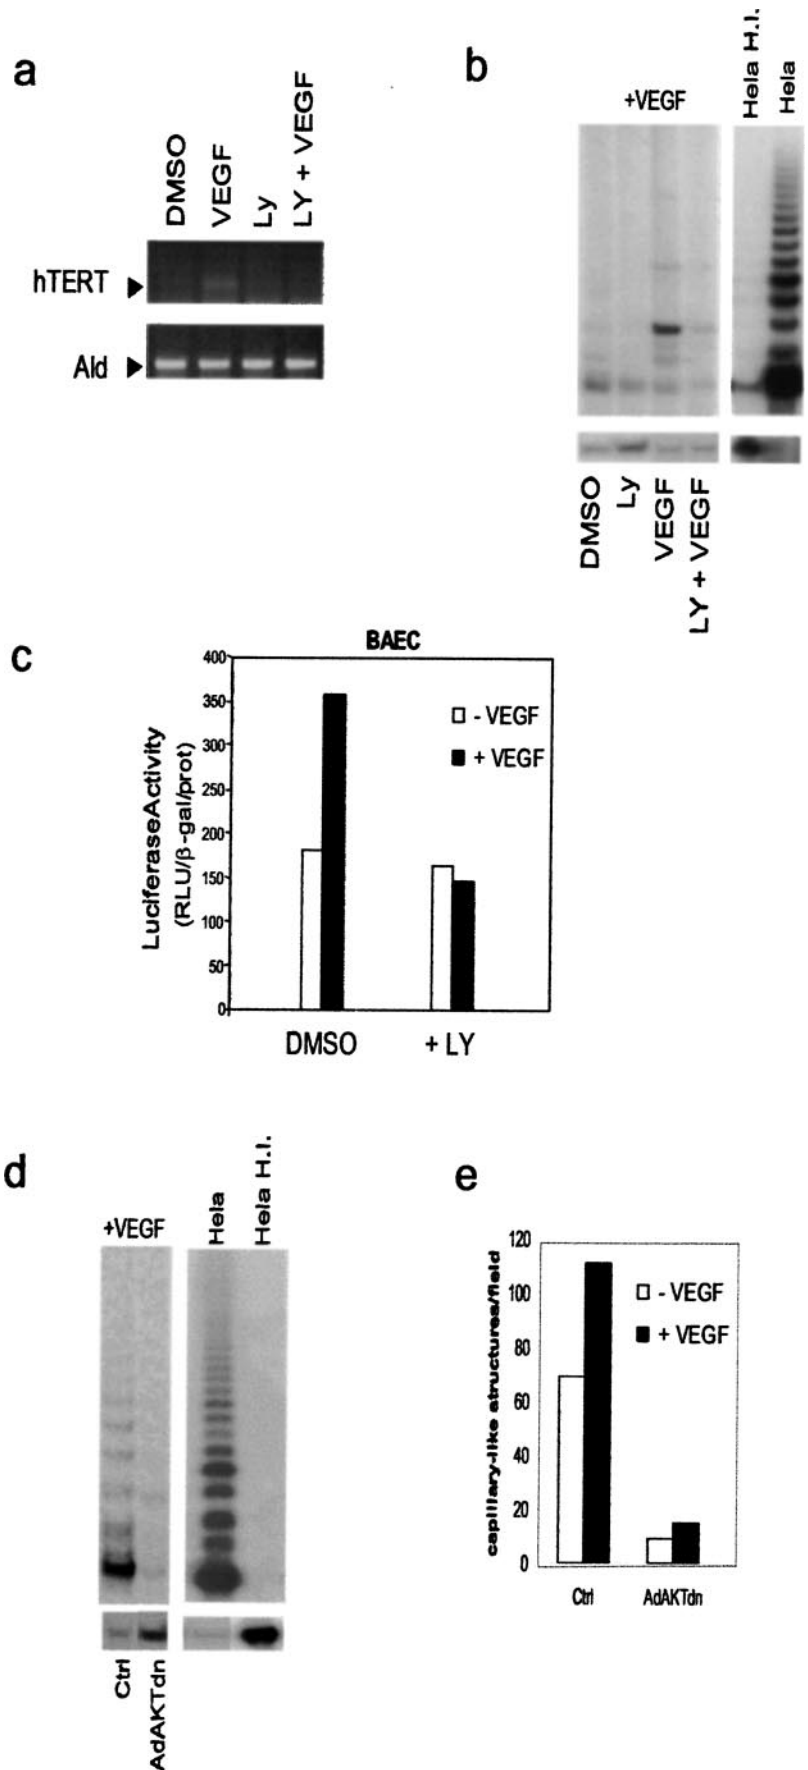 a
DMSO
VEGF
Ly
LY + VEGF
hTERT
Ald
b
+VEGF
Hela H.I.
Hela
DMSO
Ly
VEGF
LY + VEGF
c
BAEC
LuciferaseActivity
(RLU/β-gal/prot)
400
350
300
250
200
150
100
50
0
- VEGF
+ VEGF
DMSO
+ LY
d
+VEGF
Hela
Hela H.I.
Ctrl
AdAKTdn
e
capillary-like structures/field
120
100
80
60
40
20
0
- VEGF
+ VEGF
Ctrl
AdAKTdn